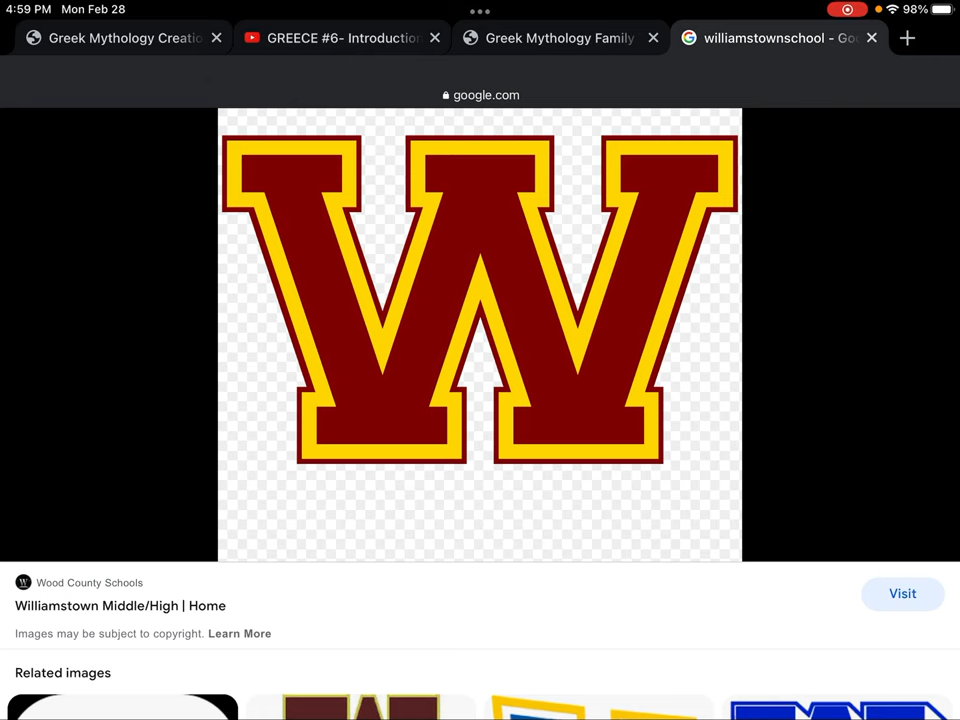 4:59 PM Mon Feb 28
98%
Greek Mythology Creatio
GREECE #6- Introduction
Greek Mythology Family
williamstownschool - Go
google.com
W
Wood County Schools
Williamstown Middle/High | Home
Visit
Images may be subject to copyright. Learn More
Related images